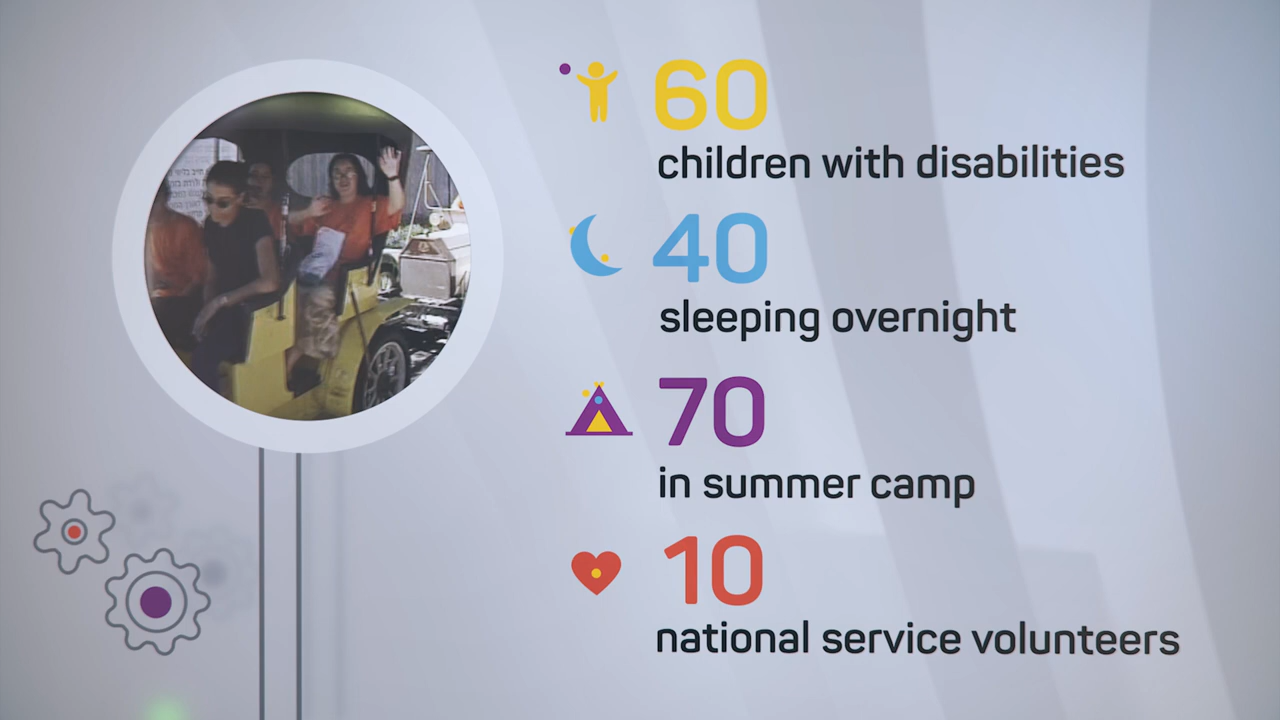 60
children with disabilities
40
sleeping overnight
70
in summer camp
10
national service volunteers